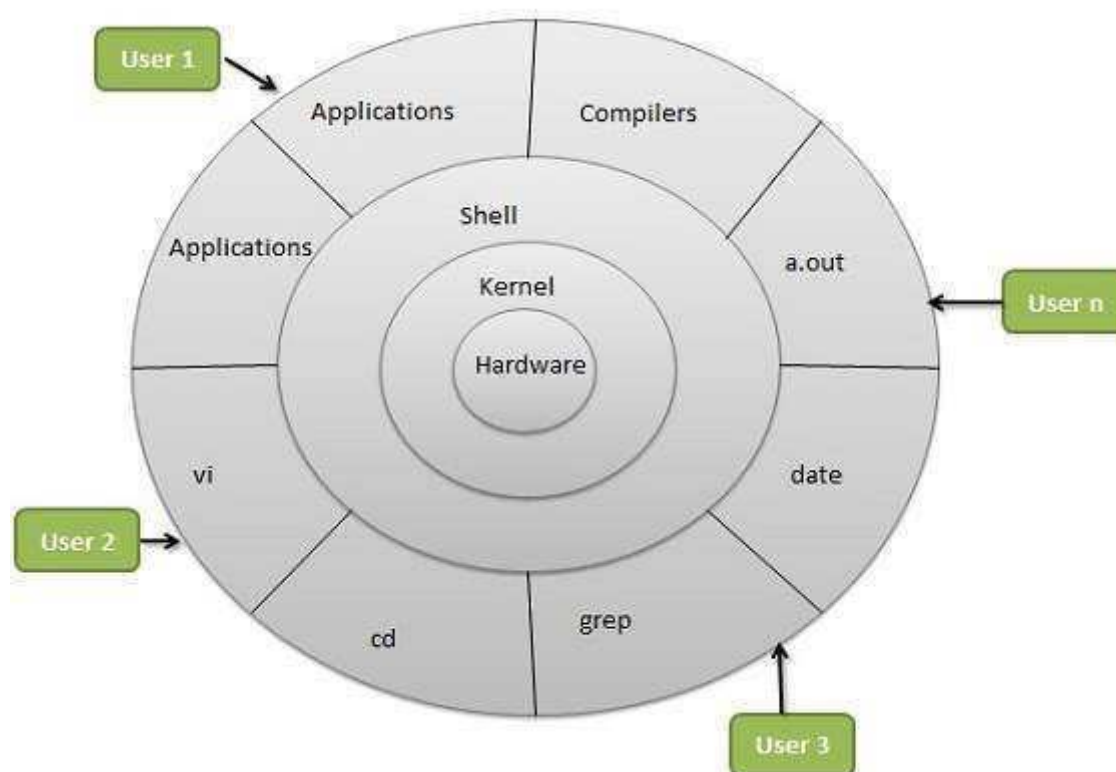 User 1
Applications
Compilers
Shell
Applications
a.out
Kernel
User n
Hardware
vi
date
User 2
cd
grep
User 3